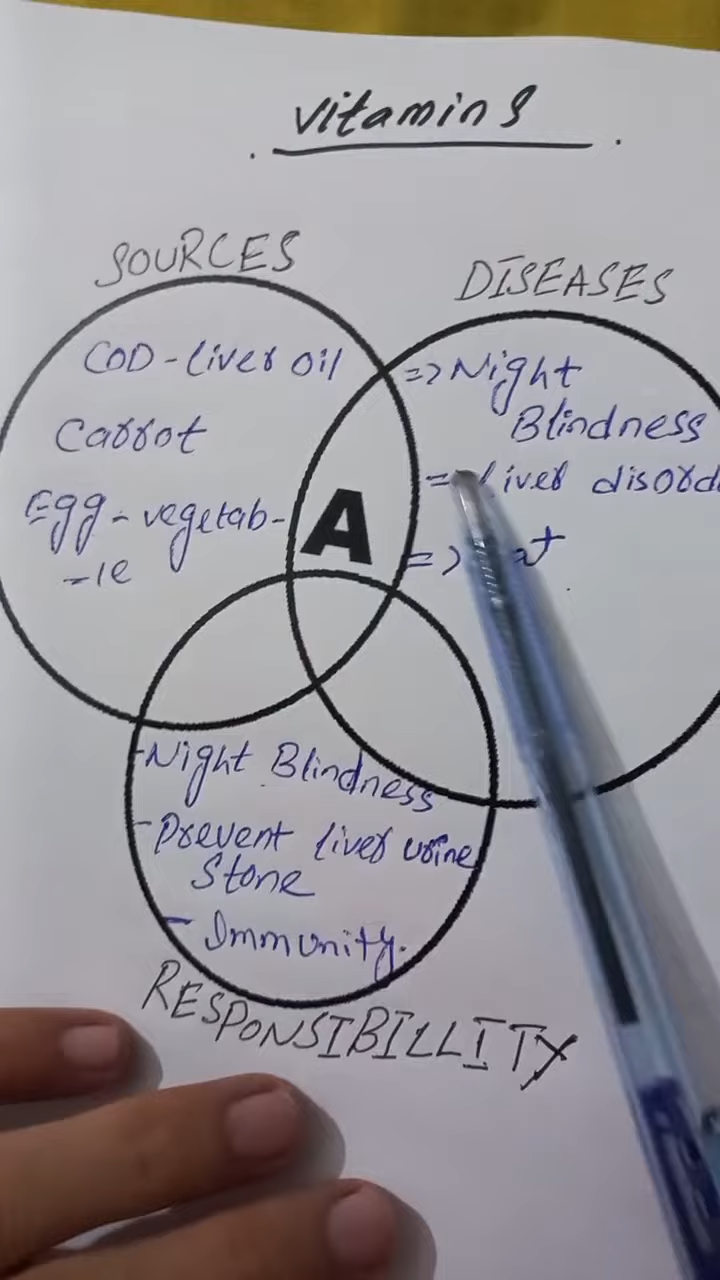 vitamins
SOURCES
DISEASES
COD-liver oil
Carrot
Egg-vegetab-
-le
=> Night
Blindness
liver
A
- Night Blindness
- Prevent liver urine
Stone
- Immunity.
RESPONSIBILLITY